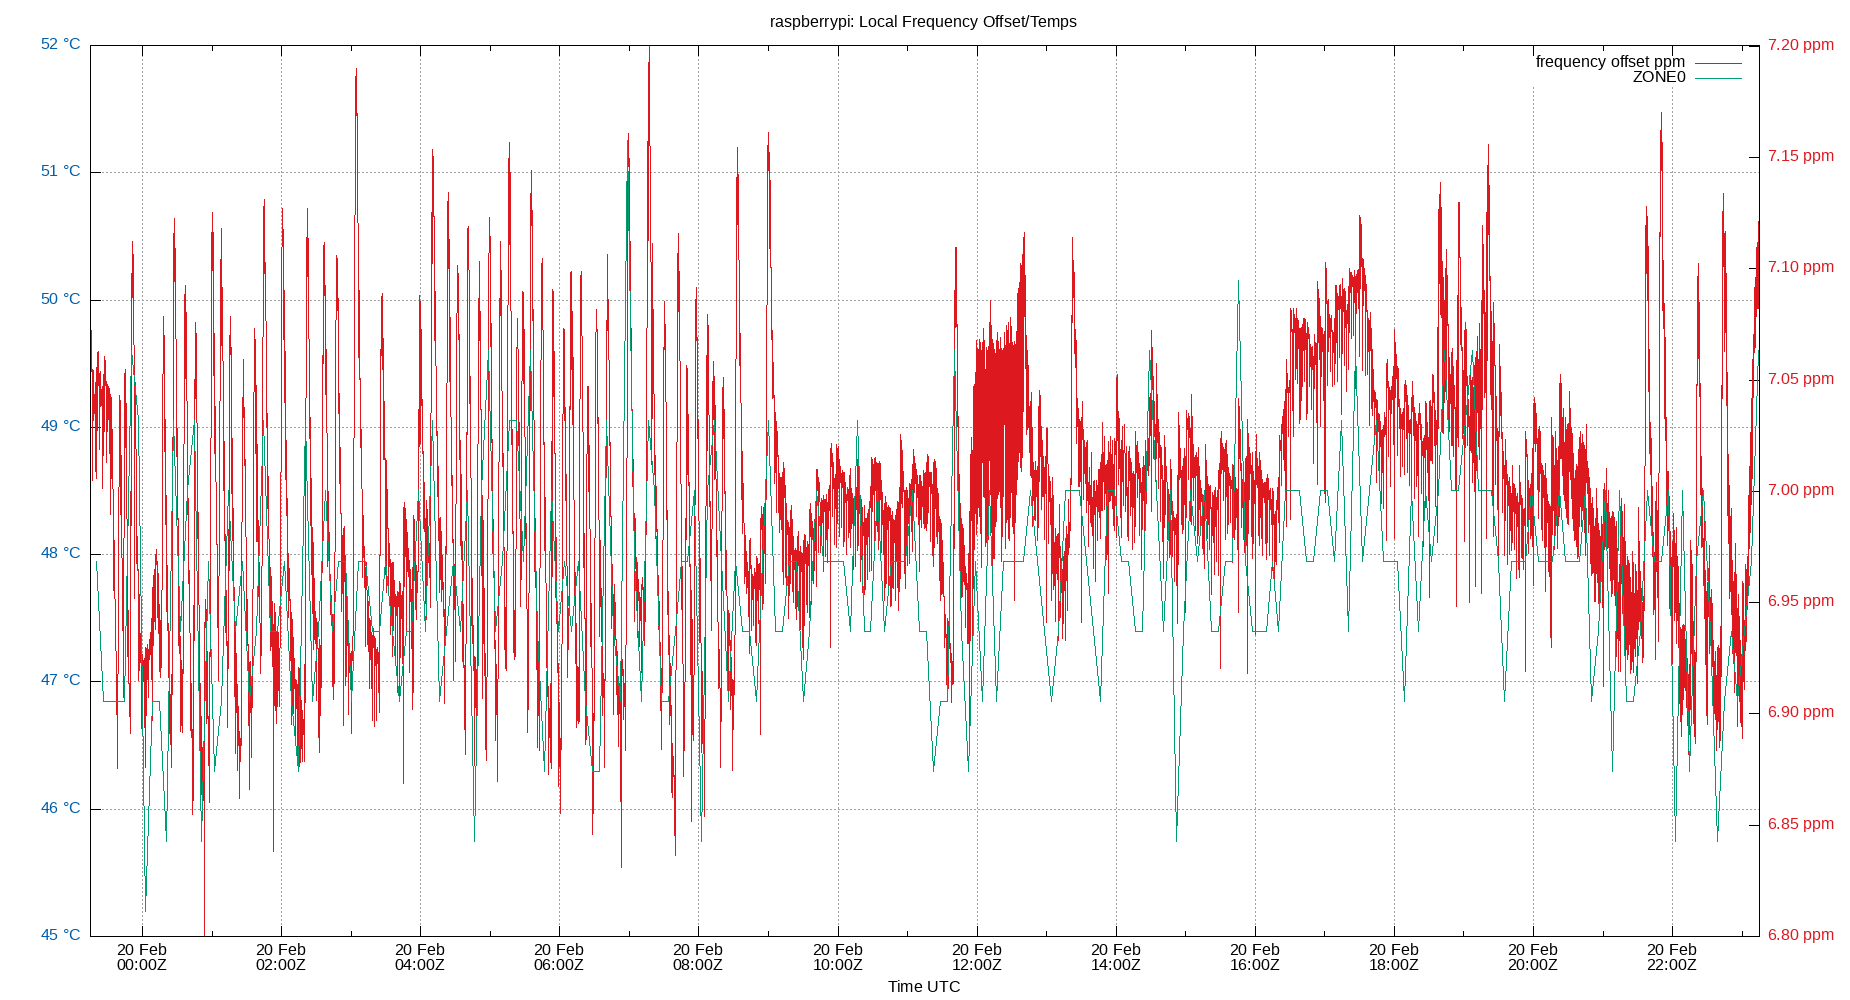 raspberrypi: Local Frequency Offset/Temps
frequency offset ppm
ZONE0
52 °C
51 °C
50 °C
49 °C
48 °C
47 °C
46 °C
45 °C
7.20 ppm
7.15 ppm
7.10 ppm
7.05 ppm
7.00 ppm
6.95 ppm
6.90 ppm
6.85 ppm
6.80 ppm
20 Feb 20 Feb 20 Feb 20 Feb 20 Feb 20 Feb 20 Feb 20 Feb 20 Feb 20 Feb 20 Feb 20 Feb
00:00Z 02:00Z 04:00Z 06:00Z 08:00Z 10:00Z 12:00Z 14:00Z 16:00Z 18:00Z 20:00Z 22:00Z
Time UTC